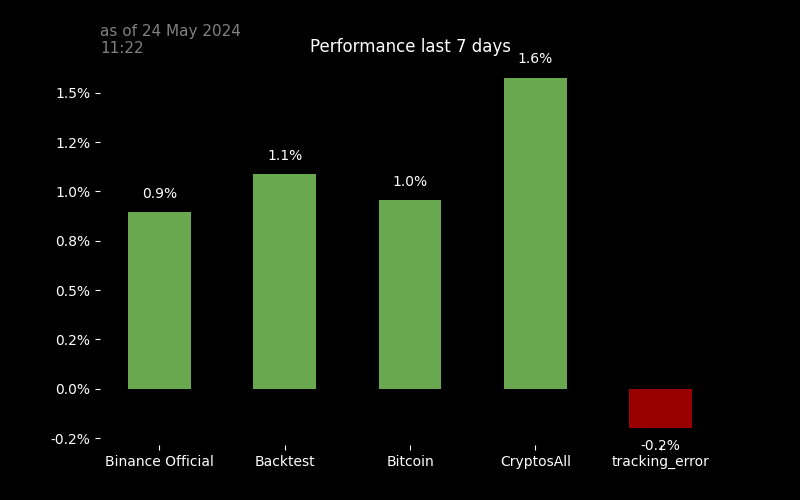 as of 24 May 2024
11:22
Performance last 7 days
1.6%
1.5%
1.2%
1.1%
1.0%
1.0%
0.9%
0.8%
0.5%
0.2%
0.0%
-0.2%
-0.2%
Binance Official
Backtest
Bitcoin
CryptosAll
tracking_error